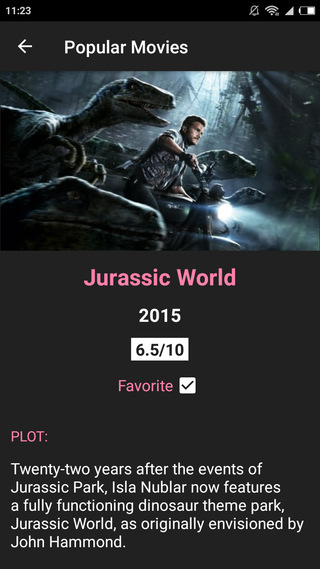 11:23
Popular Movies
Jurassic World
2015
6.5/10
Favorite
PLOT:
Twenty-two years after the events of
Jurassic Park, Isla Nublar now features
a fully functioning dinosaur theme park,
Jurassic World, as originally envisioned by
John Hammond.